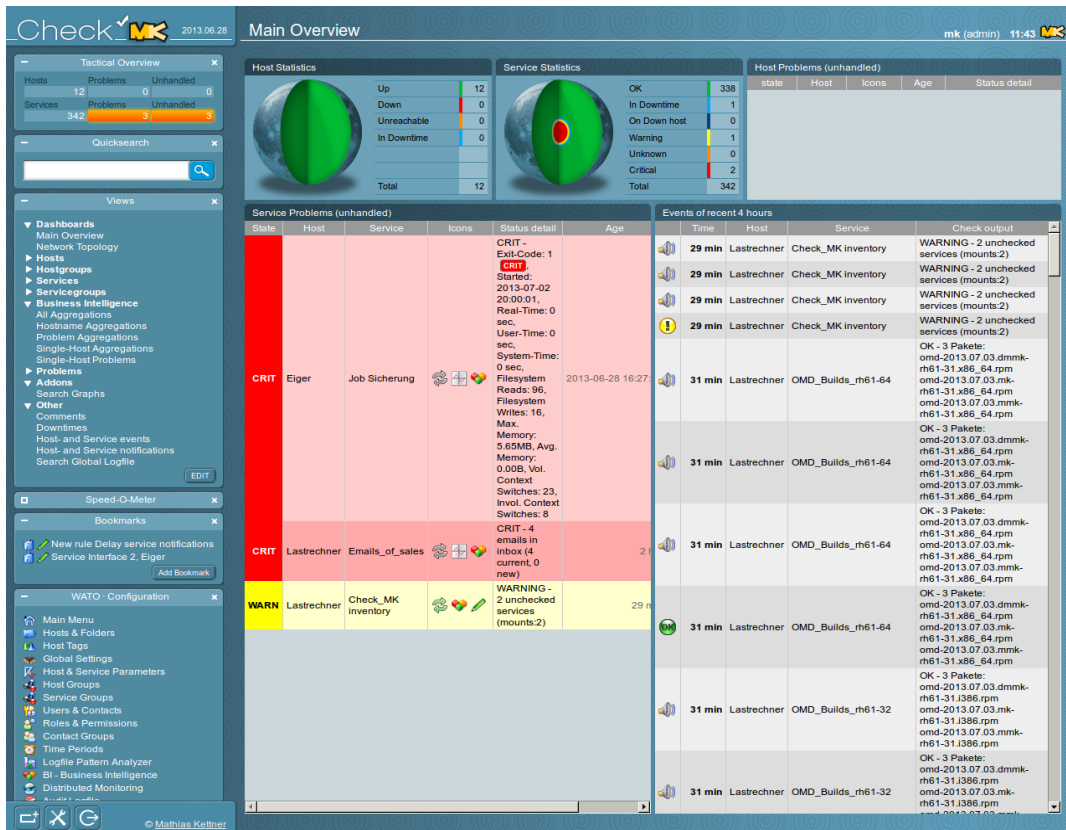 Check MK 2013.06.28
Main Overview
mk (admin) 11:43 MK
Tactical Overview
Hosts Problems Unhandled
12 0 0
Services Problems Unhandled
342 3 3
Quicksearch
Views
Dashboards
Main Overview
Network Topology
Hosts
Hostgroups
Services
Servicegroups
Business Intelligence
All Aggregations
Hostname Aggregations
Problem Aggregations
Single-Host Aggregations
Single-Host Problems
Problems
Addons
Search Graphs
Other
Comments
Downtimes
Host- and Service events
Host- and Service notifications
Search Global Logfile
EDIT
Speed-O-Meter
Bookmarks
New rule Delay service notifications
Service Interface 2, Eiger
Add Bookmark
WATO · Configuration
Main Menu
Hosts & Folders
Host Tags
Global Settings
Host & Service Parameters
Host Groups
Service Groups
Users & Contacts
Roles & Permissions
Contact Groups
Time Periods
Logfile Pattern Analyzer
BI - Business Intelligence
Distributed Monitoring
© Mathias Kettner
Host Statistics
Up 12
Down 0
Unreachable 0
In Downtime 0
Total 12
Service Statistics
OK 338
In Downtime 1
On Down host 0
Warning 1
Unknown 0
Critical 2
Total 342
Host Problems (unhandled)
state Host Icons Age Status detail
Service Problems (unhandled)
State Host Service Icons Status detail Age
CRIT Eiger Job Sicherung
CRIT -
Exit-Code: 1
CRIT,
Started:
2013-07-02
20:00:01,
Real-Time: 0
sec,
User-Time: 0
sec,
System-Time:
0 sec,
Filesystem
Reads: 96,
Filesystem
Writes: 16,
Max.
Memory:
5.65MB, Avg.
Memory:
0.00B, Vol.
Context
Switches: 23,
Invol. Context
Switches: 8
2013-06-28 16:27:
CRIT Lastrechner Emails_of_sales
CRIT - 4
emails in
inbox (4
current, 0
new)
2 h
WARN Lastrechner Check_MK
inventory
WARNING -
2 unchecked
services
(mounts:2)
29 m
Events of recent 4 hours
Time Host Service Check output
29 min Lastrechner Check_MK inventory WARNING - 2 unchecked
services (mounts:2)
29 min Lastrechner Check_MK inventory WARNING - 2 unchecked
services (mounts:2)
29 min Lastrechner Check_MK inventory WARNING - 2 unchecked
services (mounts:2)
29 min Lastrechner Check_MK inventory WARNING - 2 unchecked
services (mounts:2)
31 min Lastrechner OMD_Builds_rh61-64
OK - 3 Pakete:
omd-2013.07.03.dmmk-
rh61-31.x86_64.rpm
omd-2013.07.03.mk-
rh61-31.x86_64.rpm
omd-2013.07.03.mmk-
rh61-31.x86_64.rpm
31 min Lastrechner OMD_Builds_rh61-64
OK - 3 Pakete:
omd-2013.07.03.dmmk-
rh61-31.x86_64.rpm
omd-2013.07.03.mk-
rh61-31.x86_64.rpm
omd-2013.07.03.mmk-
rh61-31.x86_64.rpm
31 min Lastrechner OMD_Builds_rh61-64
OK - 3 Pakete:
omd-2013.07.03.dmmk-
rh61-31.x86_64.rpm
omd-2013.07.03.mk-
rh61-31.x86_64.rpm
omd-2013.07.03.mmk-
rh61-31.x86_64.rpm
OK 31 min Lastrechner OMD_Builds_rh61-64
OK - 3 Pakete:
omd-2013.07.03.dmmk-
rh61-31.x86_64.rpm
omd-2013.07.03.mk-
rh61-31.x86_64.rpm
omd-2013.07.03.mmk-
rh61-31.x86_64.rpm
31 min Lastrechner OMD_Builds_rh61-32
OK - 3 Pakete:
omd-2013.07.03.dmmk-
rh61-31.i386.rpm
omd-2013.07.03.mk-
rh61-31.i386.rpm
omd-2013.07.03.mmk-
rh61-31.i386.rpm
31 min Lastrechner OMD_Builds_rh61-32
OK - 3 Pakete:
omd-2013.07.03.dmmk-
rh61-31.i386.rpm
omd-2013.07.03.mk-
rh61-31.i386.rpm